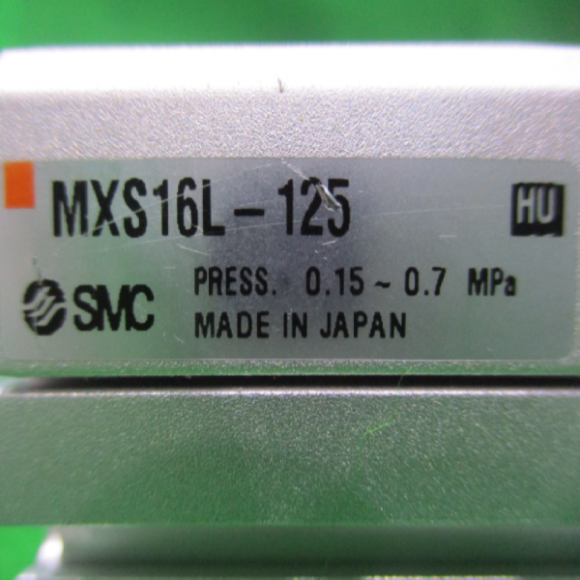 MXS16L-125 HU
SMC
PRESS. 0.15~0.7 MPa
MADE IN JAPAN